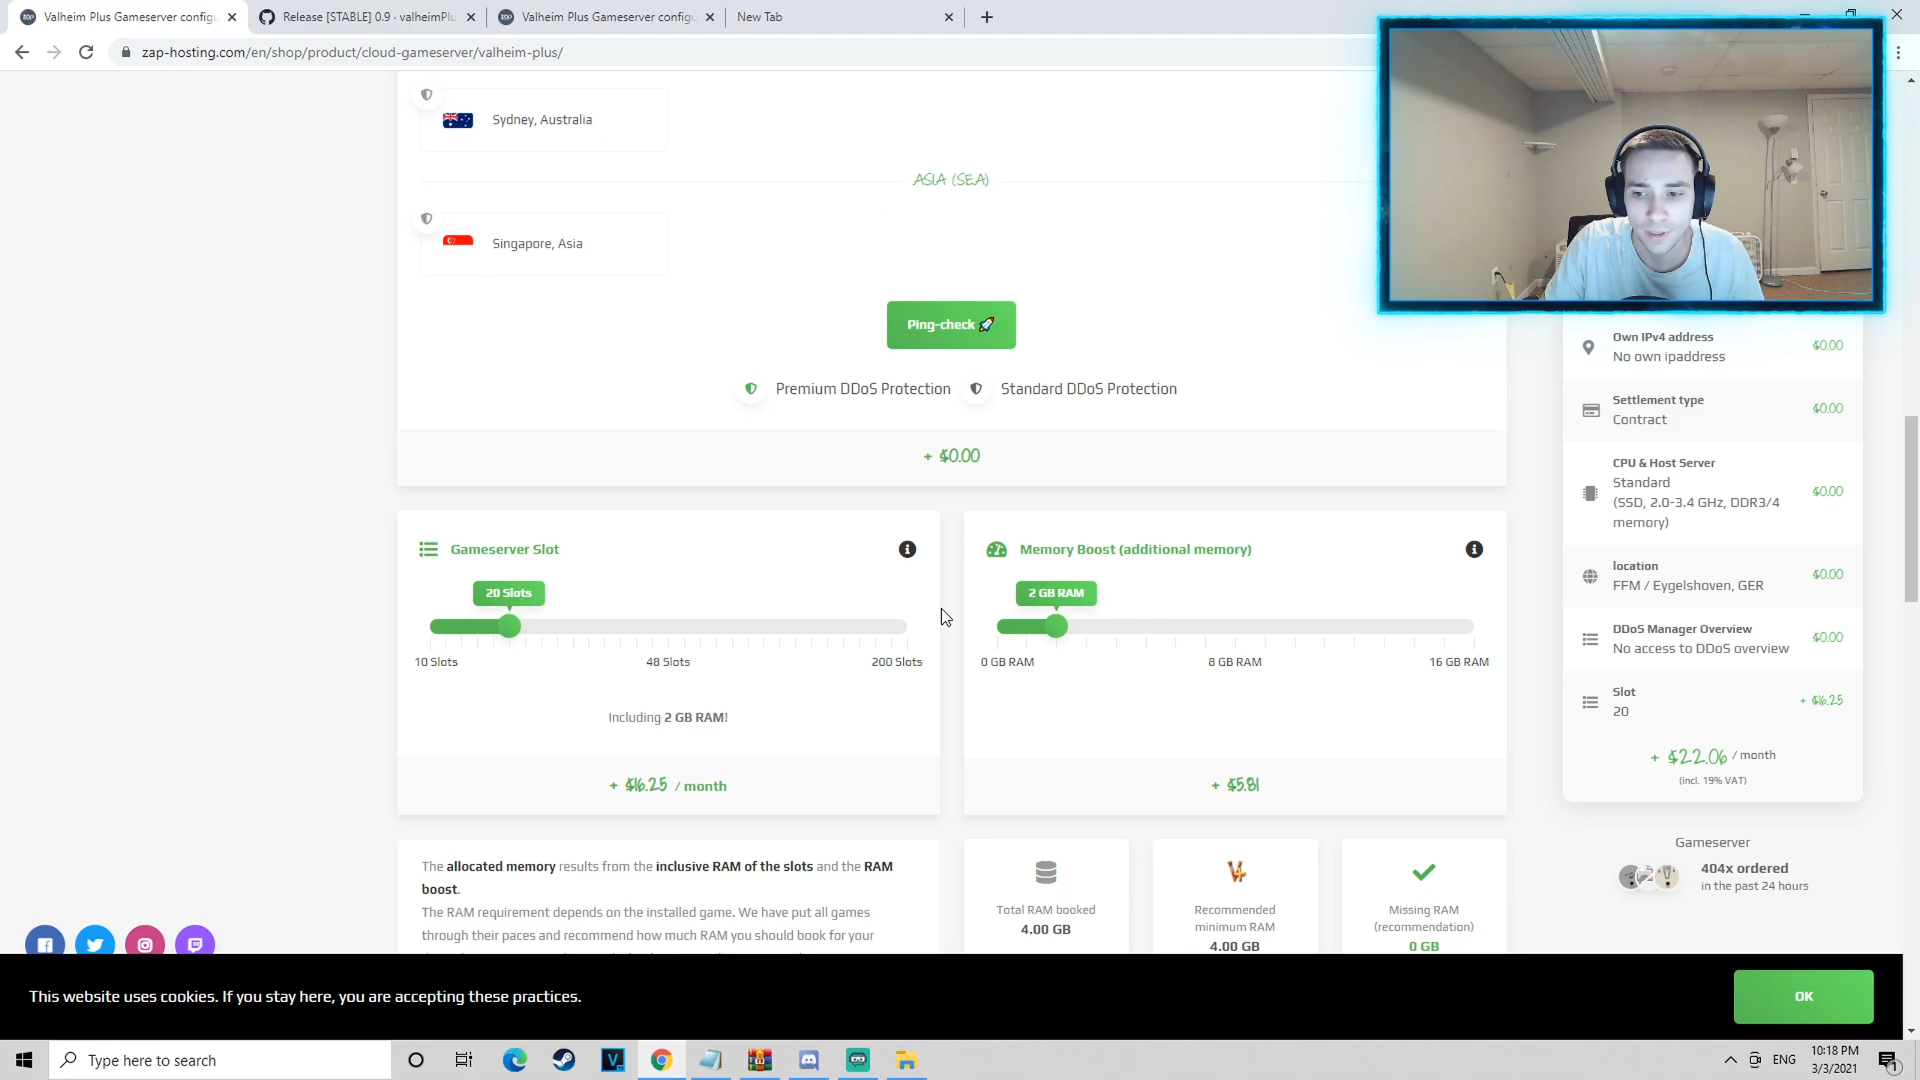 Valheim Plus Gameserver configu
Release [STABLE] 0.9 · valheimPlu
Valheim Plus Gameserver configu
New Tab
zap-hosting.com/en/shop/product/cloud-gameserver/valheim-plus/
Sydney, Australia
ASIA (SEA)
Singapore, Asia
Ping-check
Premium DDoS Protection
Standard DDoS Protection
+ $0.00
Gameserver Slot
20 Slots
10 Slots
48 Slots
200 Slots
Including 2 GB RAM!
+ $16.25 / month
Memory Boost (additional memory)
2 GB RAM
0 GB RAM
8 GB RAM
16 GB RAM
+ $5.81
The allocated memory results from the inclusive RAM of the slots and the RAM
boost.
The RAM requirement depends on the installed game. We have put all games
through their paces and recommend how much RAM you should book for your
Total RAM booked
4.00 GB
Recommended
minimum RAM
4.00 GB
Missing RAM
(recommendation)
0 GB
Own IPv4 address
No own ipaddress
$0.00
Settlement type
Contract
$0.00
CPU & Host Server
Standard
(SSD, 2.0-3.4 GHz, DDR3/4
memory)
$0.00
location
FFM / Eygelshoven, GER
$0.00
DDoS Manager Overview
No access to DDoS overview
$0.00
Slot
20
+ $16.25
+ $22.06 / month
(incl. 19% VAT)
Gameserver
404x ordered
in the past 24 hours
This website uses cookies. If you stay here, you are accepting these practices.
OK
Type here to search
ENG
10:18 PM
3/3/2021